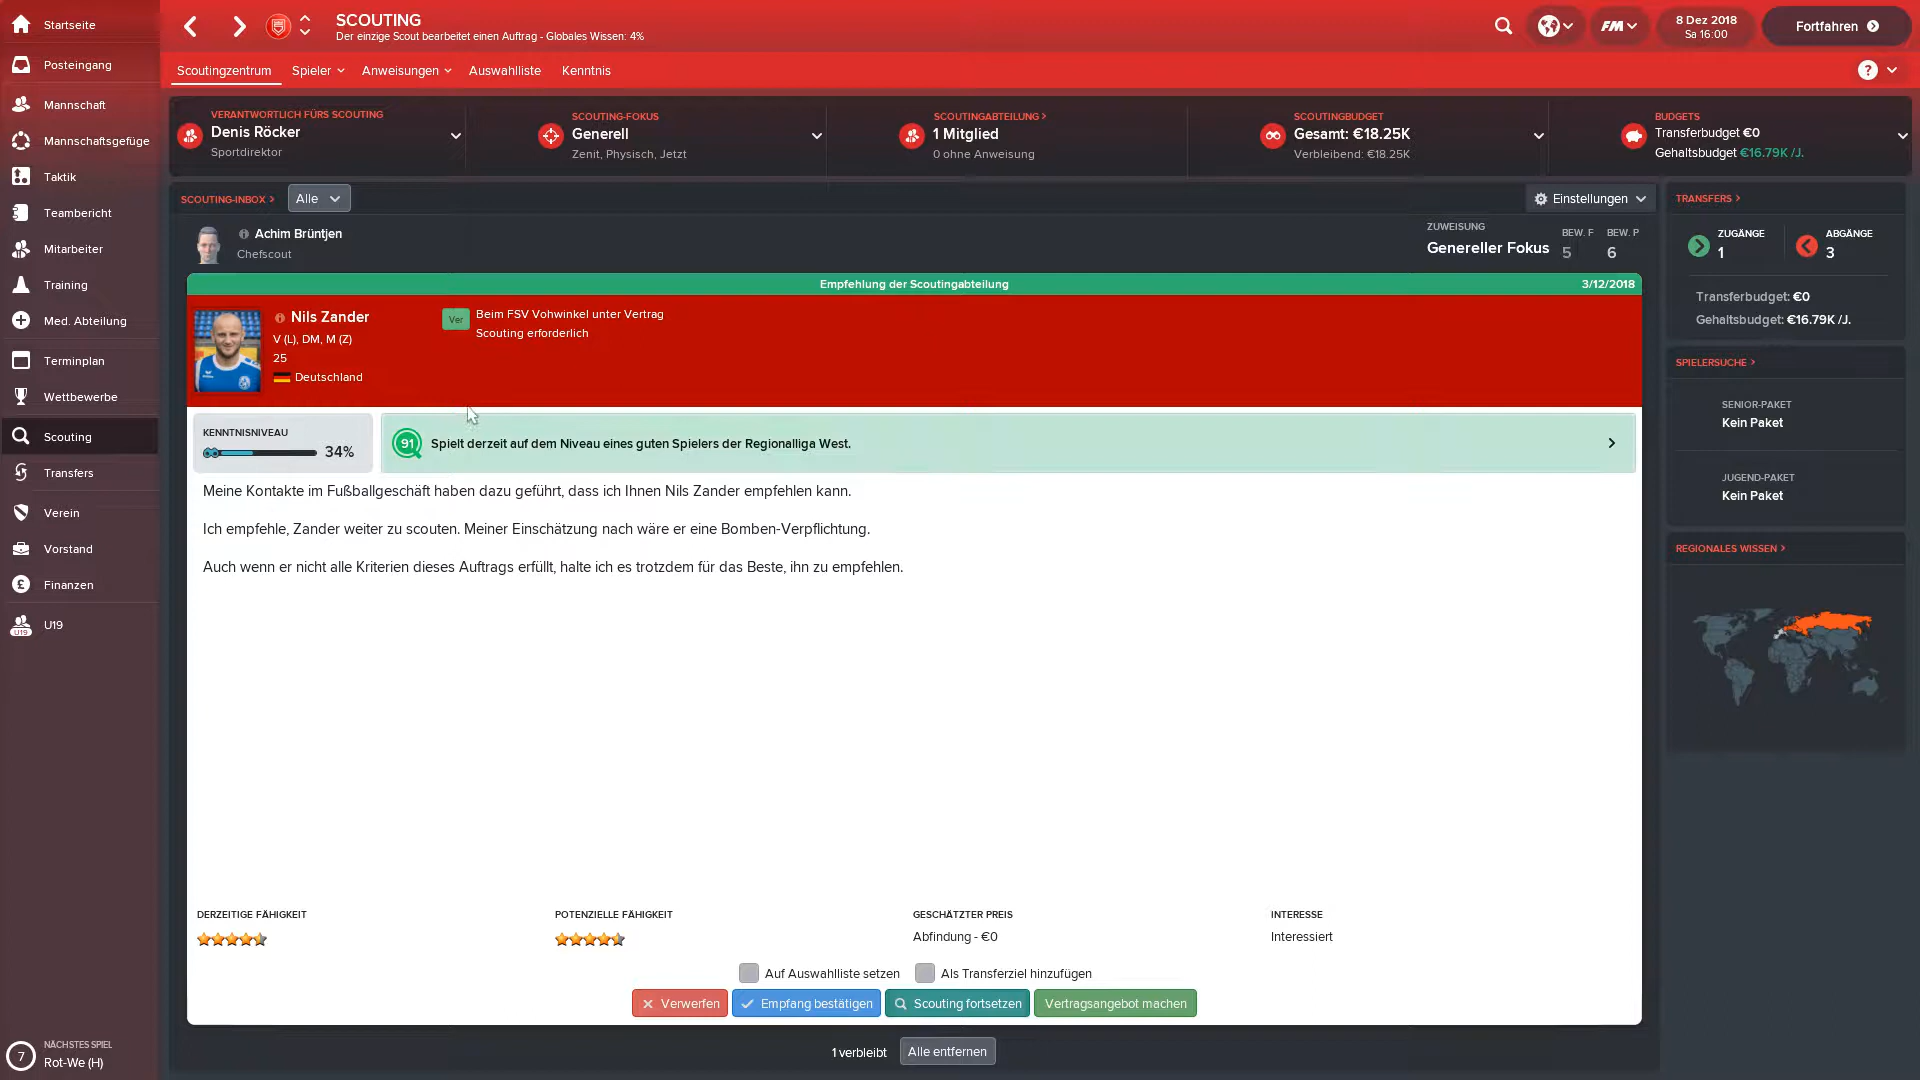 Startseite
Posteingang
Mannschaft
Mannschaftsgefüge
Taktik
Teambericht
Mitarbeiter
Training
Med. Abteilung
Terminplan
Wettbewerbe
Scouting
Transfers
Verein
Vorstand
Finanzen
U19
U19
7
NÄCHSTES SPIEL
Rot-We (H)
SCOUTING
Der einzige Scout bearbeitet einen Auftrag - Globales Wissen: 4%
FM
8 Dez 2018
Sa 16:00
Fortfahren
Scoutingzentrum
Spieler
Anweisungen
Auswahlliste
Kenntnis
?
VERANTWORTLICH FÜRS SCOUTING
Denis Röcker
Sportdirektor
SCOUTING-FOKUS
Generell
Zenit, Physisch, Jetzt
SCOUTINGABTEILUNG >
1 Mitglied
0 ohne Anweisung
SCOUTINGBUDGET
Gesamt: €18.25K
Verbleibend: €18.25K
BUDGETS
Transferbudget €0
Gehaltsbudget €16.79K /J.
SCOUTING-INBOX >
Alle
Einstellungen
Achim Brüntjen
Chefscout
ZUWEISUNG
Genereller Fokus
BEW. F
5
BEW. P
6
Empfehlung der Scoutingabteilung
3/12/2018
Nils Zander
V (L), DM, M (Z)
25
Deutschland
Ver
Beim FSV Vohwinkel unter Vertrag
Scouting erforderlich
KENNTNISNIVEAU
34%
91
Spielt derzeit auf dem Niveau eines guten Spielers der Regionalliga West.
Meine Kontakte im Fußballgeschäft haben dazu geführt, dass ich Ihnen Nils Zander empfehlen kann.
Ich empfehle, Zander weiter zu scouten. Meiner Einschätzung nach wäre er eine Bomben-Verpflichtung.
Auch wenn er nicht alle Kriterien dieses Auftrags erfüllt, halte ich es trotzdem für das Beste, ihn zu empfehlen.
DERZEITIGE FÄHIGKEIT
POTENZIELLE FÄHIGKEIT
GESCHÄTZTER PREIS
Abfindung - €0
INTERESSE
Interessiert
Auf Auswahlliste setzen
Als Transferziel hinzufügen
Verwerfen
Empfang bestätigen
Scouting fortsetzen
Vertragsangebot machen
1 verbleibt
Alle entfernen
TRANSFERS >
ZUGÄNGE
1
ABGÄNGE
3
Transferbudget: €0
Gehaltsbudget: €16.79K /J.
SPIELERSUCHE >
SENIOR-PAKET
Kein Paket
JUGEND-PAKET
Kein Paket
REGIONALES WISSEN >